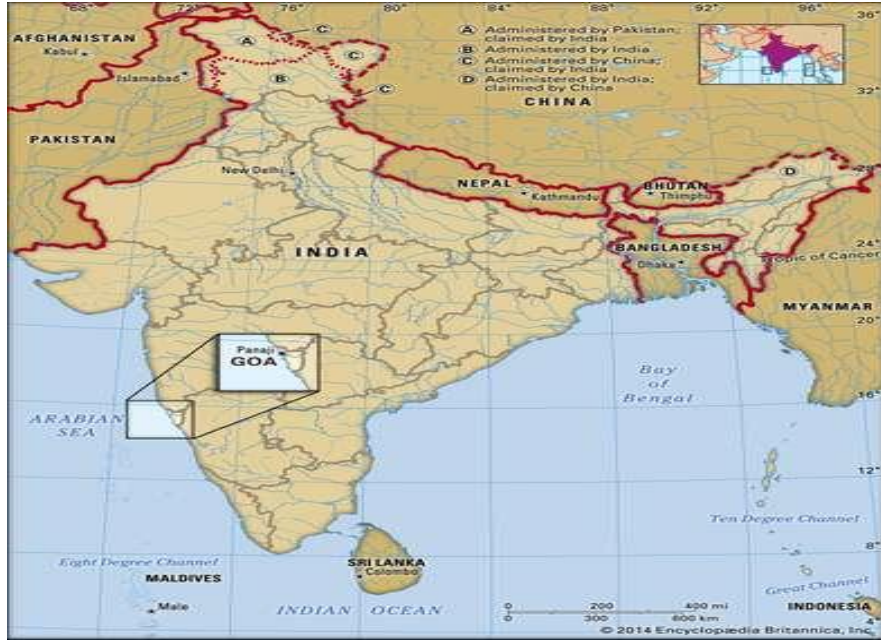 68°
72°
76°
80°
84°
88°
92°
96°
36°
AFGHANISTAN
Kabul
Islamabad
A
C
C
B
C
A Administered by Pakistan;
claimed by India
B Administered by India
C Administered by China;
claimed by India
D Administered by India;
claimed by China
32°
CHINA
PAKISTAN
New Delhi
NEPAL
Kathmandu
BHUTAN
Thimphu
D
28°
INDIA
BANGLADESH
Dhaka
24°
Tropic of Cancer
MYANMAR
20°
Panaji
GOA
Bay
of
Bengal
16°
ARABIAN
SEA
12°
Ten Degree Channel
8°
Eight Degree Channel
SRI LANKA
Colombo
MALDIVES
Male
Great Channel
INDIAN OCEAN
0 200 400 mi
0 300 600 km
INDONESIA
4°
© 2014 Encyclopædia Britannica, Inc.